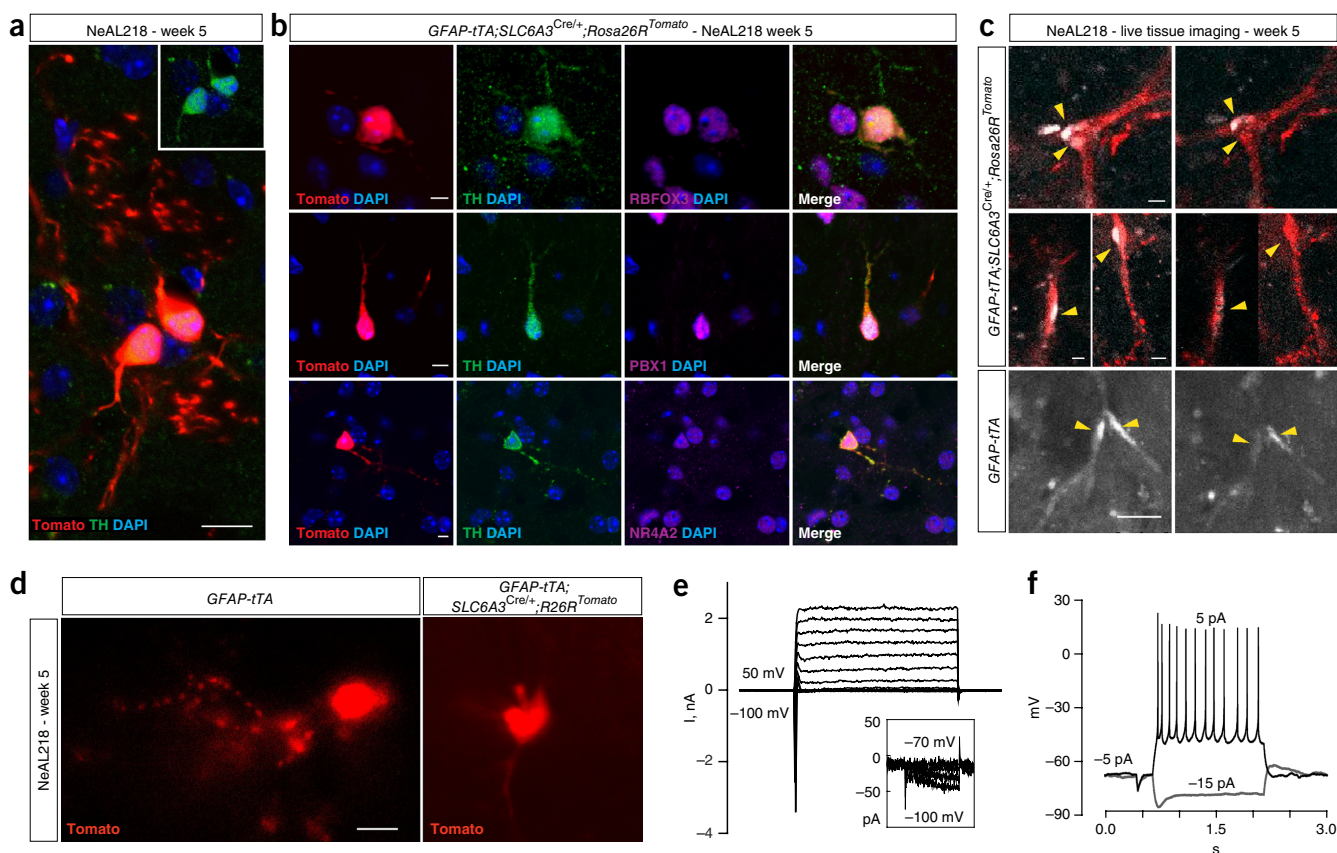 a
NeAL218 - week 5
Tomato TH DAPI
b
GFAP-tTA;SLC6A3Cre/+;Rosa26RTomato - NeAL218 week 5
Tomato DAPI
TH DAPI
RBFOX3 DAPI
Merge
Tomato DAPI
TH DAPI
PBX1 DAPI
Merge
Tomato DAPI
TH DAPI
NR4A2 DAPI
Merge
c
NeAL218 - live tissue imaging - week 5
GFAP-tTA;SLC6A3Cre/+;Rosa26RTomato
GFAP-tTA
d
GFAP-tTA
GFAP-tTA;
SLC6A3Cre/+;R26RTomato
NeAL218 - week 5
Tomato
Tomato
e
I, nA
2
0
−2
−4
50 mV
−100 mV
50
0
−50
pA
−70 mV
−100 mV
f
mV
30
0
−30
−60
−90
5 pA
−5 pA
−15 pA
0.0
1.5
3.0
s